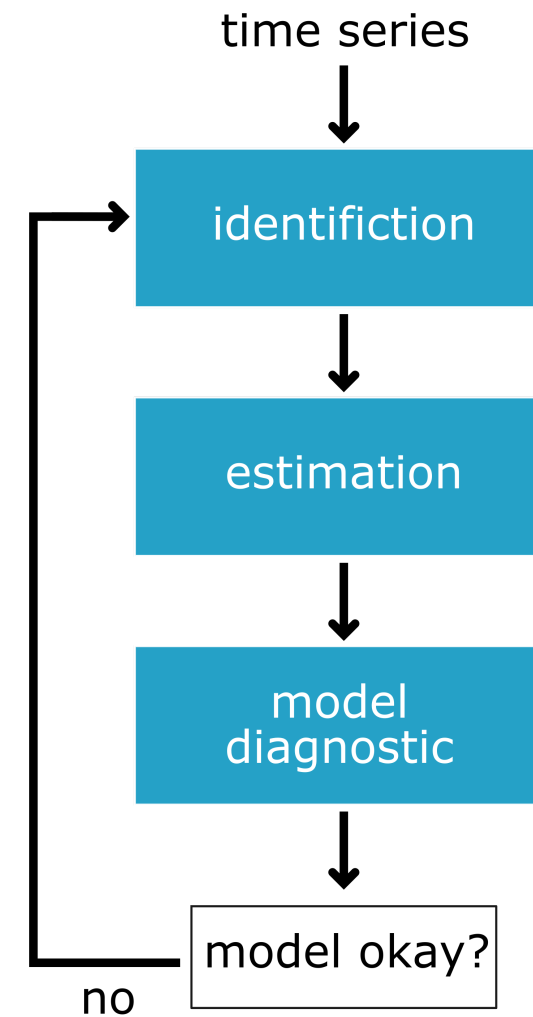 time series
identifiction
estimation
model
diagnostic
model okay?
no